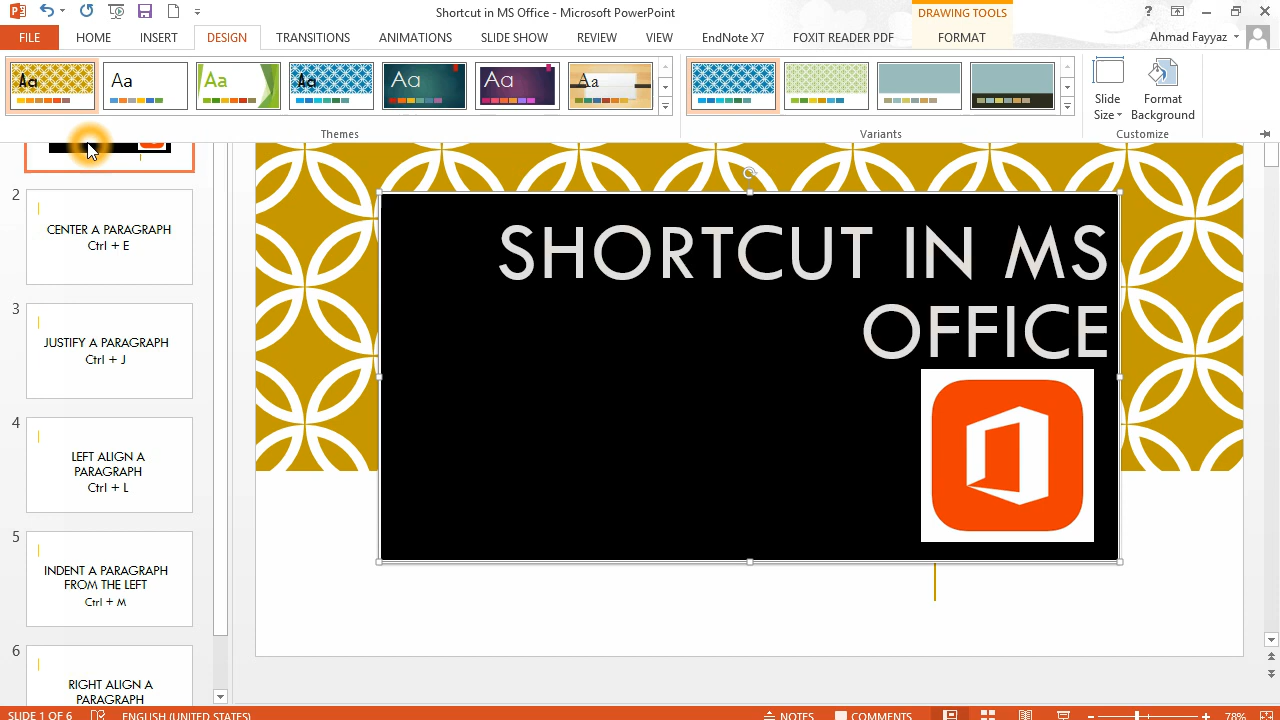 Shortcut in MS Office - Microsoft PowerPoint
DRAWING TOOLS
?
FILE
HOME
INSERT
DESIGN
TRANSITIONS
ANIMATIONS
SLIDE SHOW
REVIEW
VIEW
EndNote X7
FOXIT READER PDF
FORMAT
Ahmad Fayyaz
Aa
Aa
Aa
Aa
Aa
Aa
Aa
Slide
Size
Format
Background
Themes
Variants
Customize
2
CENTER A PARAGRAPH
Ctrl + E
3
JUSTIFY A PARAGRAPH
Ctrl + J
4
LEFT ALIGN A
PARAGRAPH
Ctrl + L
5
INDENT A PARAGRAPH
FROM THE LEFT
Ctrl + M
6
RIGHT ALIGN A
PARAGRAPH
SHORTCUT IN MS
OFFICE
SLIDE 1 OF 6
ENGLISH (UNITED STATES)
NOTES
COMMENTS
78%